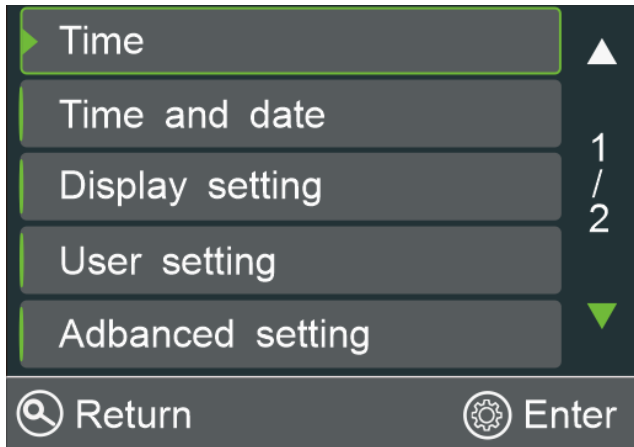 Time
Time and date
Display setting
User setting
Adbanced setting
1
/
2
Return
Enter